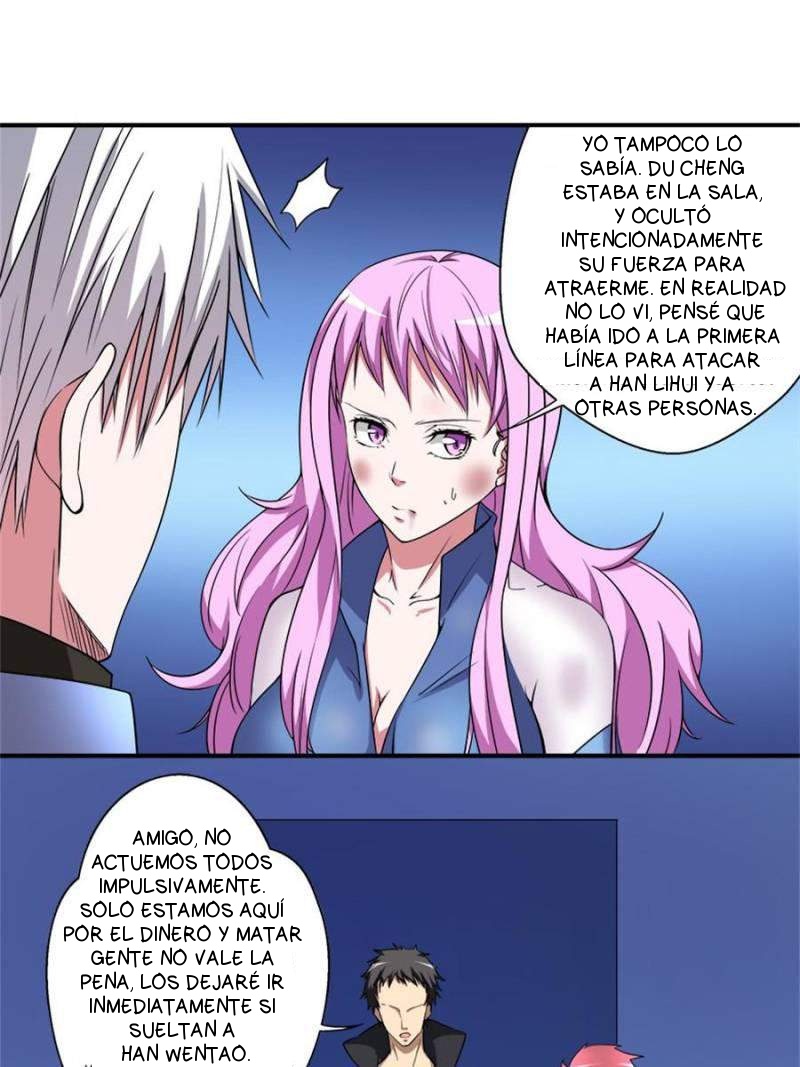 YO TAMPOCO LO
SABÍA. DU CHENG
ESTABA EN LA SALA,
Y OCULTÓ
INTENCIONADAMENTE
SU FUERZA PARA
ATRAERME. EN REALIDAD
NO LO VI, PENSÉ QUE
HABÍA IDO A LA PRIMERA
LÍNEA PARA ATACAR
A HAN LIHUI Y A
OTRAS PERSONAS.
AMIGO, NO
ACTUEMOS TODOS
IMPULSIVAMENTE.
SOLO ESTAMOS AQUÍ
POR EL DINERO Y MATAR
GENTE NO VALE LA
PENA, LOS DEJARÉ IR
INMEDIATAMENTE SI
SUELTAN A
HAN WENTAO.